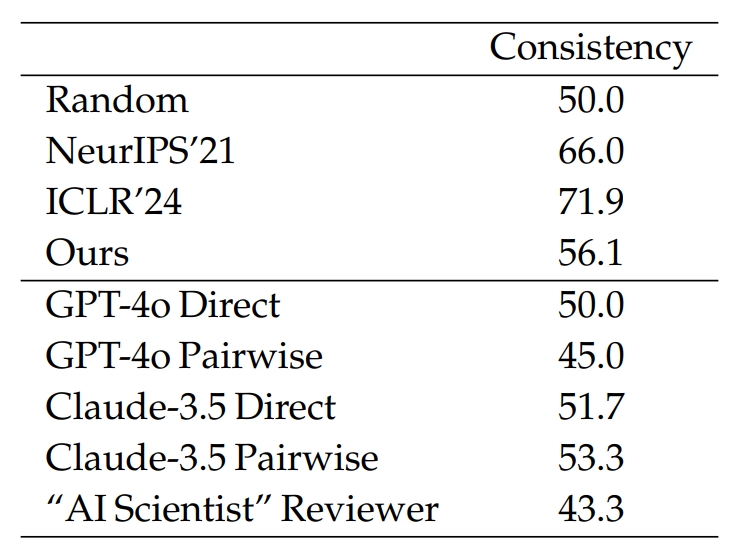 Consistency
Random 50.0
NeurIPS’21 66.0
ICLR’24 71.9
Ours 56.1
GPT-4o Direct 50.0
GPT-4o Pairwise 45.0
Claude-3.5 Direct 51.7
Claude-3.5 Pairwise 53.3
“AI Scientist” Reviewer 43.3